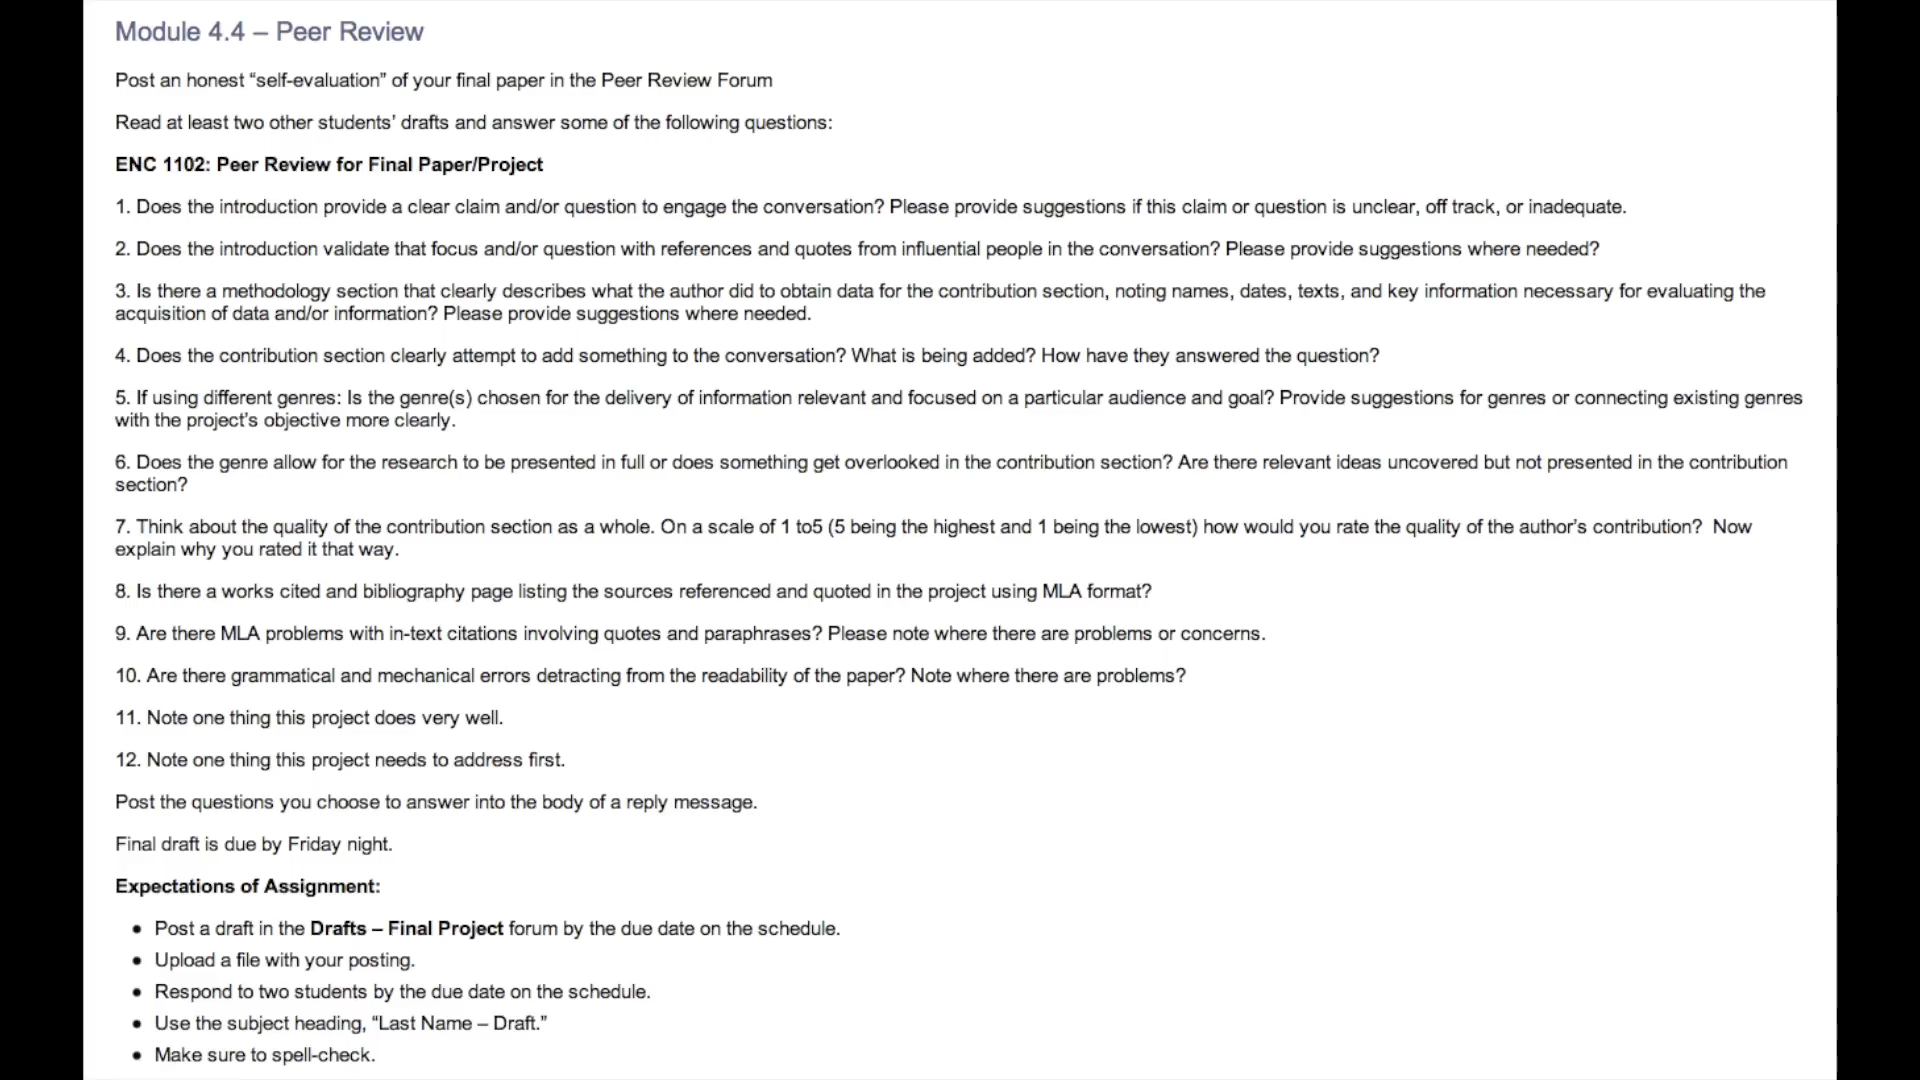 Module 4.4 – Peer Review
Post an honest “self-evaluation” of your final paper in the Peer Review Forum
Read at least two other students’ drafts and answer some of the following questions:
ENC 1102: Peer Review for Final Paper/Project
1. Does the introduction provide a clear claim and/or question to engage the conversation? Please provide suggestions if this claim or question is unclear, off track, or inadequate.
2. Does the introduction validate that focus and/or question with references and quotes from influential people in the conversation? Please provide suggestions where needed?
3. Is there a methodology section that clearly describes what the author did to obtain data for the contribution section, noting names, dates, texts, and key information necessary for evaluating the
acquisition of data and/or information? Please provide suggestions where needed.
4. Does the contribution section clearly attempt to add something to the conversation? What is being added? How have they answered the question?
5. If using different genres: Is the genre(s) chosen for the delivery of information relevant and focused on a particular audience and goal? Provide suggestions for genres or connecting existing genres
with the project’s objective more clearly.
6. Does the genre allow for the research to be presented in full or does something get overlooked in the contribution section? Are there relevant ideas uncovered but not presented in the contribution
section?
7. Think about the quality of the contribution section as a whole. On a scale of 1 to5 (5 being the highest and 1 being the lowest) how would you rate the quality of the author’s contribution?  Now
explain why you rated it that way.
8. Is there a works cited and bibliography page listing the sources referenced and quoted in the project using MLA format?
9. Are there MLA problems with in-text citations involving quotes and paraphrases? Please note where there are problems or concerns.
10. Are there grammatical and mechanical errors detracting from the readability of the paper? Note where there are problems?
11. Note one thing this project does very well.
12. Note one thing this project needs to address first.
Post the questions you choose to answer into the body of a reply message.
Final draft is due by Friday night.
Expectations of Assignment:
• Post a draft in the Drafts – Final Project forum by the due date on the schedule.
• Upload a file with your posting.
• Respond to two students by the due date on the schedule.
• Use the subject heading, “Last Name – Draft.”
• Make sure to spell-check.